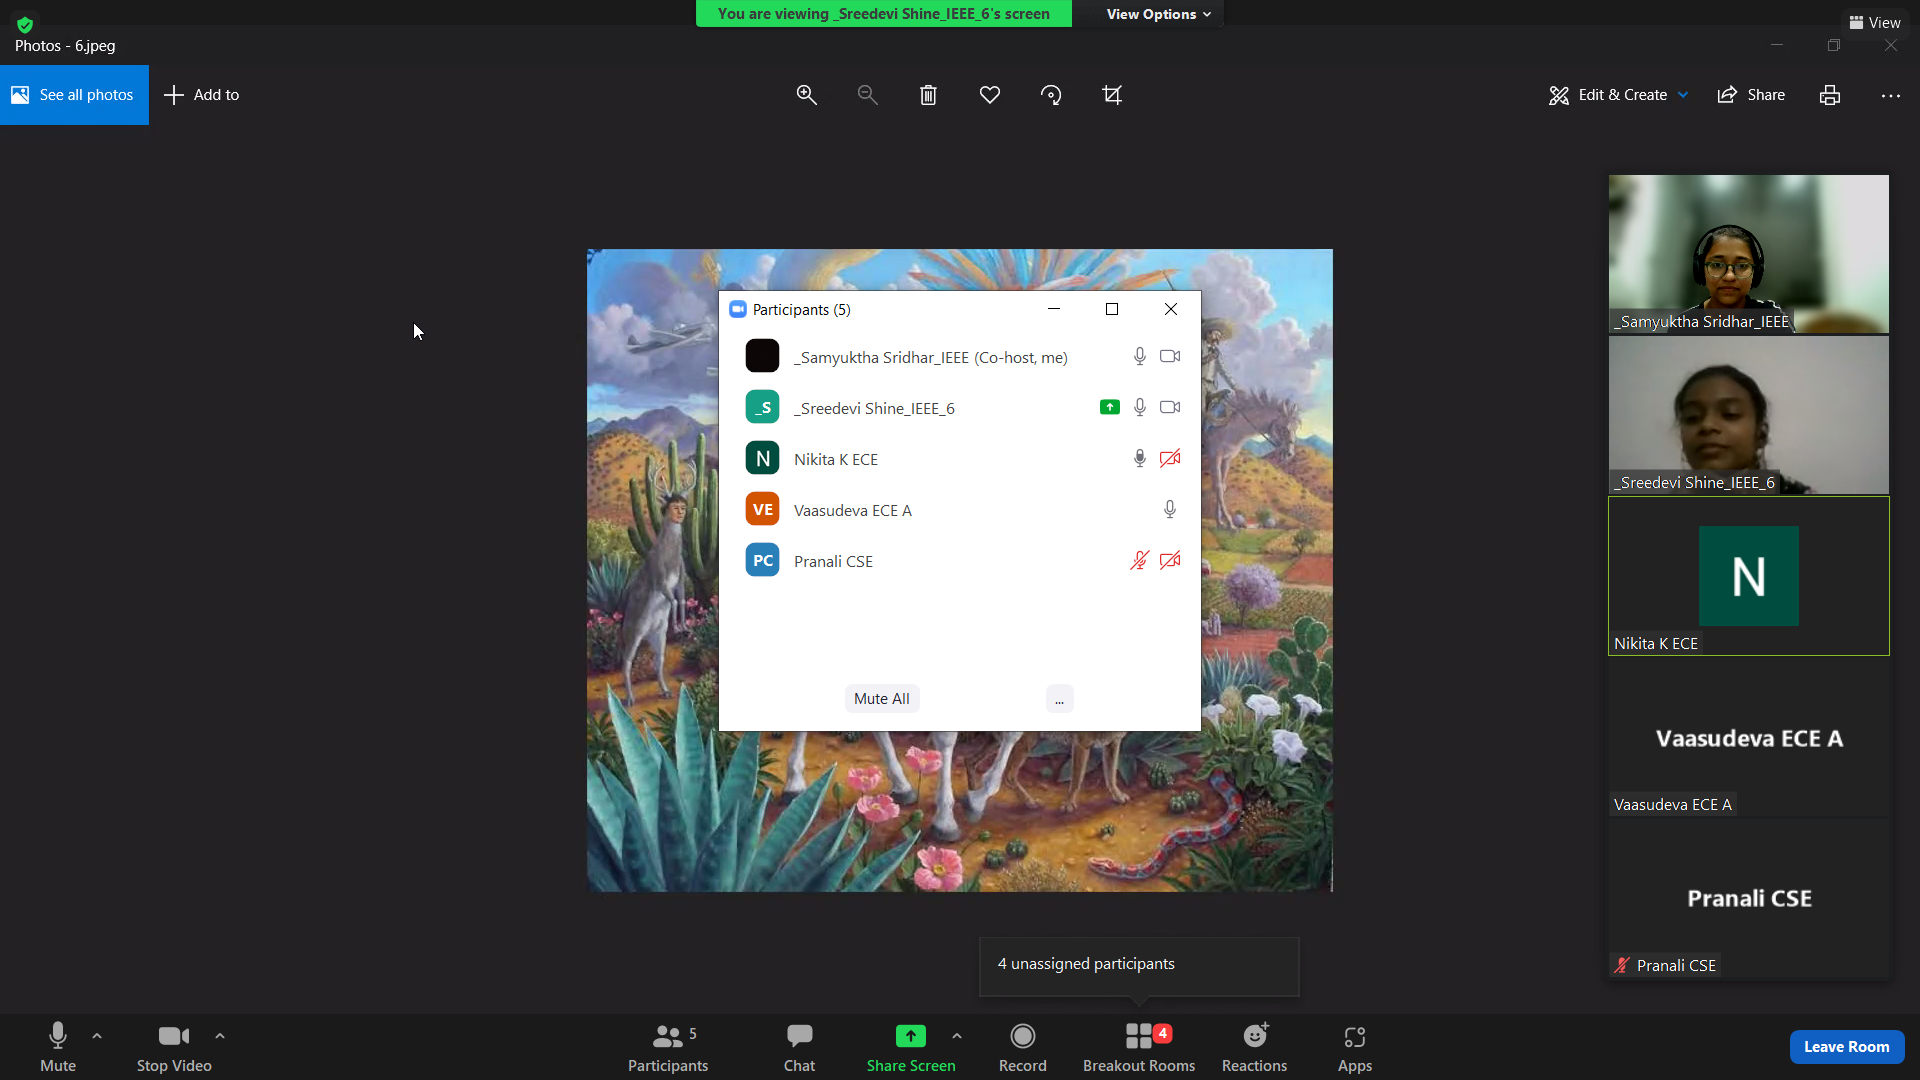 You are viewing _Sreedevi Shine_IEEE_6's screen
View Options
View
Photos - 6.jpeg
See all photos
Add to
Edit & Create
Share
_Samyuktha Sridhar_IEEE
_Sreedevi Shine_IEEE_6
N
Nikita K ECE
Vaasudeva ECE A
Vaasudeva ECE A
Pranali CSE
Pranali CSE
Participants (5)
_Samyuktha Sridhar_IEEE (Co-host, me)
_S _Sreedevi Shine_IEEE_6
N Nikita K ECE
VE Vaasudeva ECE A
PC Pranali CSE
Mute All
...
4 unassigned participants
Mute
Stop Video
5
Participants
Chat
Share Screen
Record
4
Breakout Rooms
Reactions
Apps
Leave Room